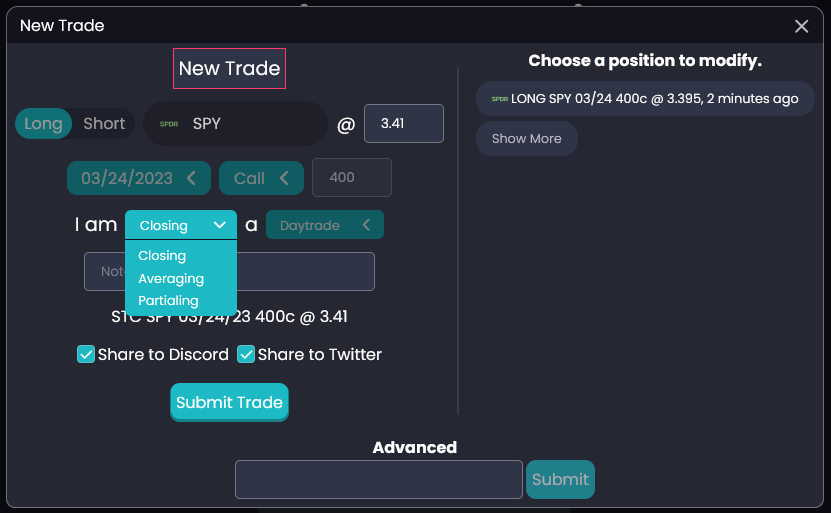 New Trade
New Trade
Long Short SPDR SPY @ 3.41
03/24/2023 Call 400
I am Closing a Daytrade
Closing
Averaging
Partialing
STC SPY 03/24/23 400c @ 3.41
Share to Discord Share to Twitter
Submit Trade
Choose a position to modify.
SPDR LONG SPY 03/24 400c @ 3.395, 2 minutes ago
Show More
Advanced
Submit